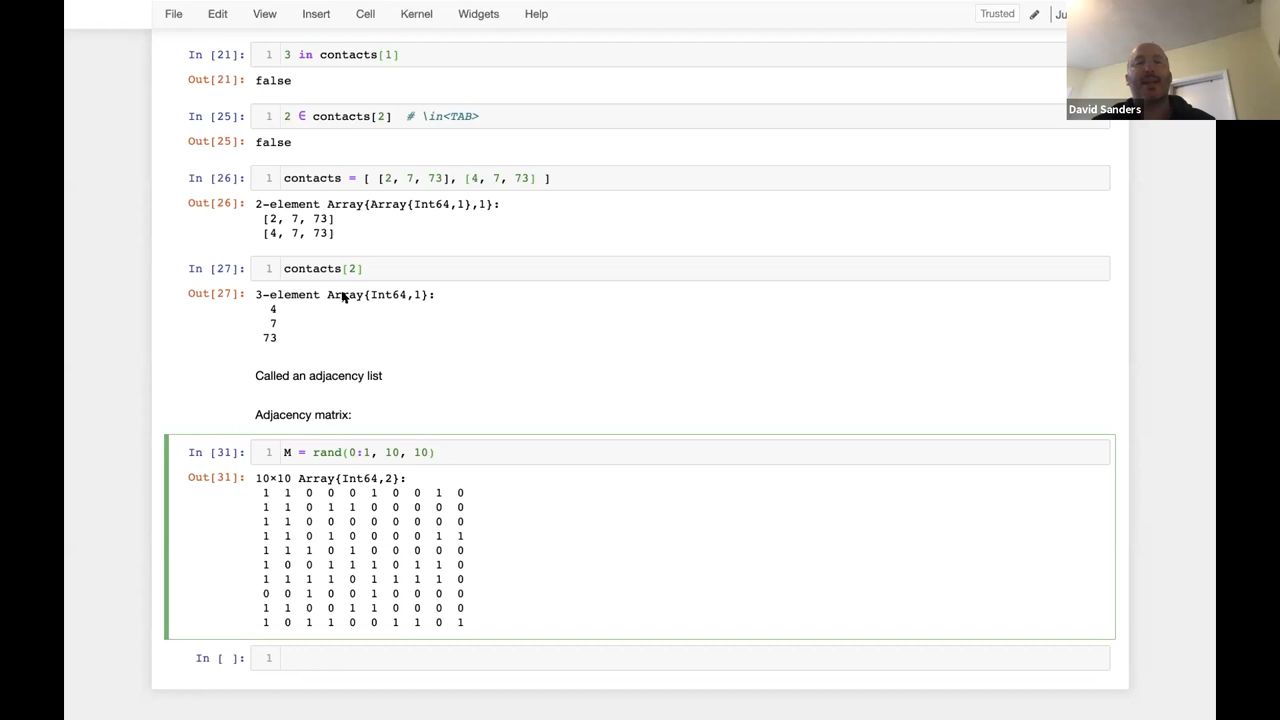 File Edit View Insert Cell Kernel Widgets Help Trusted Ju
In [21]: 1 3 in contacts[1]
Out[21]: false
David Sanders
In [25]: 1 2 ∈ contacts[2] # \in<TAB>
Out[25]: false
In [26]: 1 contacts = [ [2, 7, 73], [4, 7, 73] ]
Out[26]: 2-element Array{Array{Int64,1},1}:
[2, 7, 73]
[4, 7, 73]
In [27]: 1 contacts[2]
Out[27]: 3-element Array{Int64,1}:
4
7
73
Called an adjacency list
Adjacency matrix:
In [31]: 1 M = rand(0:1, 10, 10)
Out[31]: 10×10 Array{Int64,2}:
1 1 0 0 0 1 0 0 1 0
1 1 0 1 1 0 0 0 0 0
1 1 0 0 0 0 0 0 0 0
1 1 0 1 0 0 0 0 1 1
1 1 1 0 1 0 0 0 0 0
1 0 0 1 1 1 0 1 1 0
1 1 1 1 0 1 1 1 1 0
0 0 1 0 0 1 0 0 0 0
1 1 0 0 1 1 0 0 0 0
1 0 1 1 0 0 1 1 0 1
In [ ]: 1